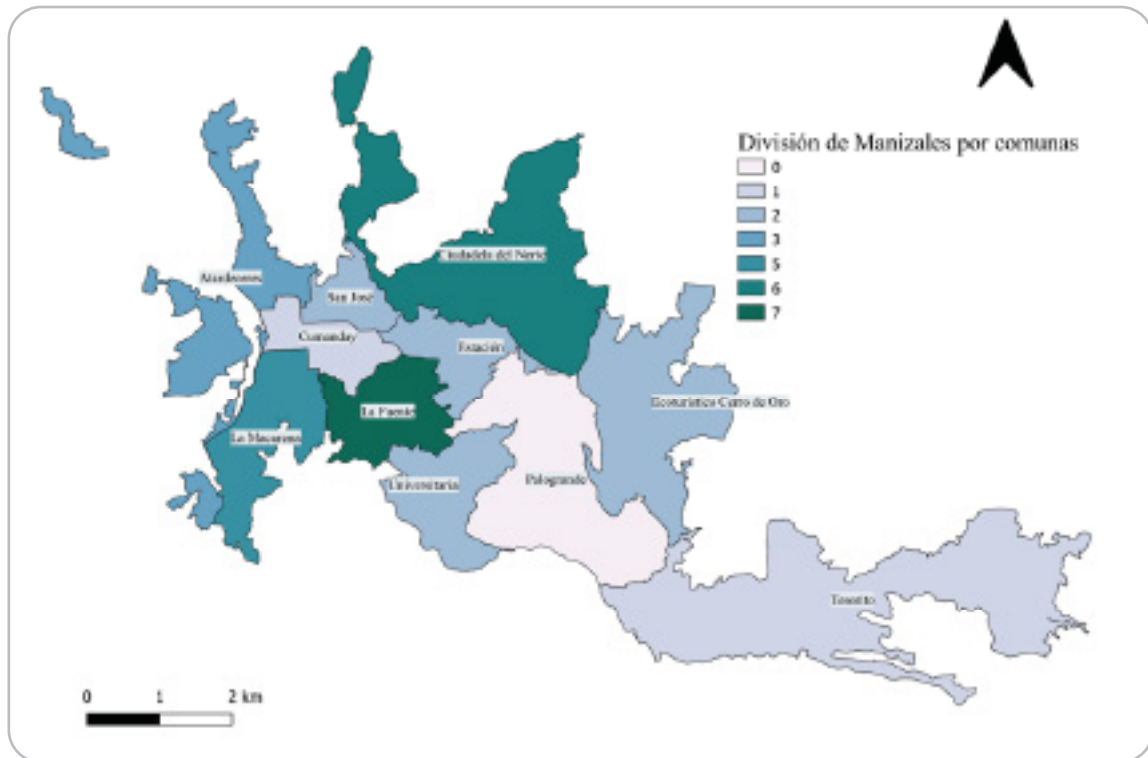 División de Manizales por comunas
0
1
2
3
5
6
7
Ciudadela del Norte
Atardeceres
San José
Cumanday
Estación
La Fuente
Ecoturístico Cerro de Oro
La Macarena
Universitaria
Palogrande
Tesorito
0 1 2 km